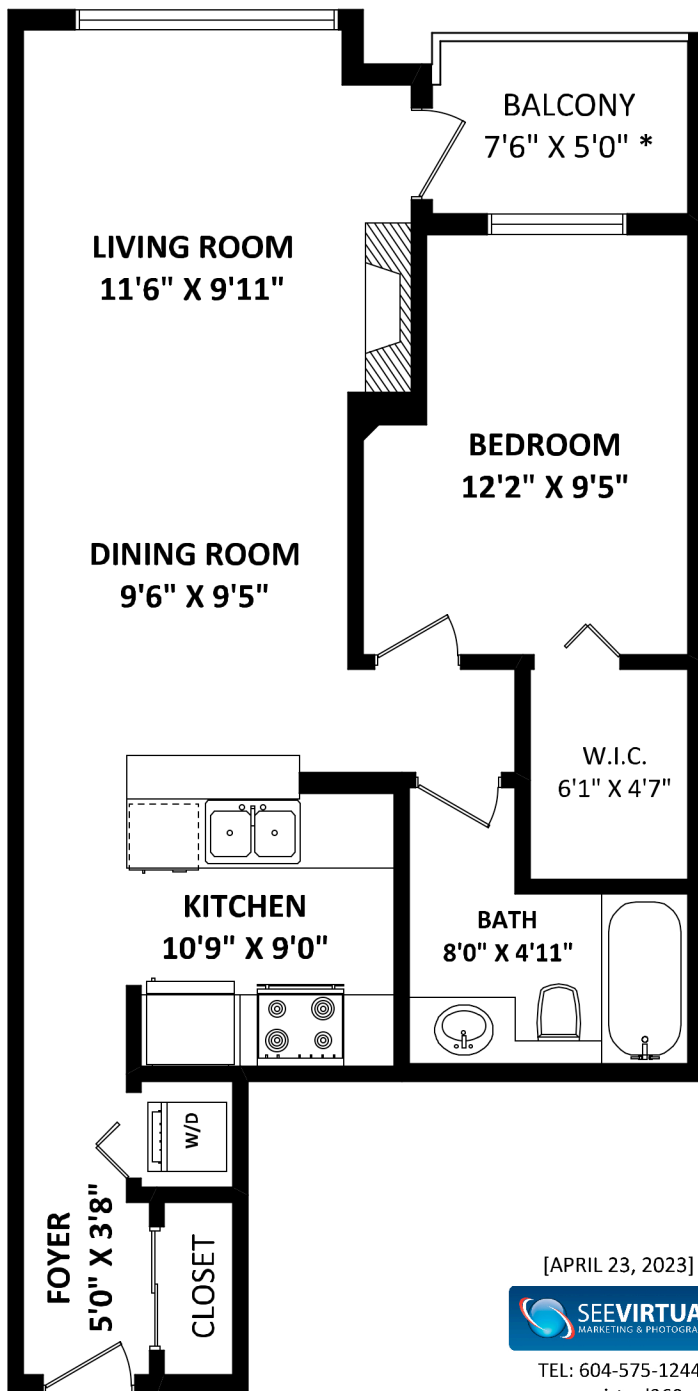 BALCONY
7'6" X 5'0" *
LIVING ROOM
11'6" X 9'11"
BEDROOM
12'2" X 9'5"
DINING ROOM
9'6" X 9'5"
W.I.C.
6'1" X 4'7"
KITCHEN
10'9" X 9'0"
BATH
8'0" X 4'11"
W/D
FOYER
5'0" X 3'8"
CLOSET
[APRIL 23, 2023]
SEEVIRTUA
MARKETING & PHOTOGRA
TEL: 604-575-1244